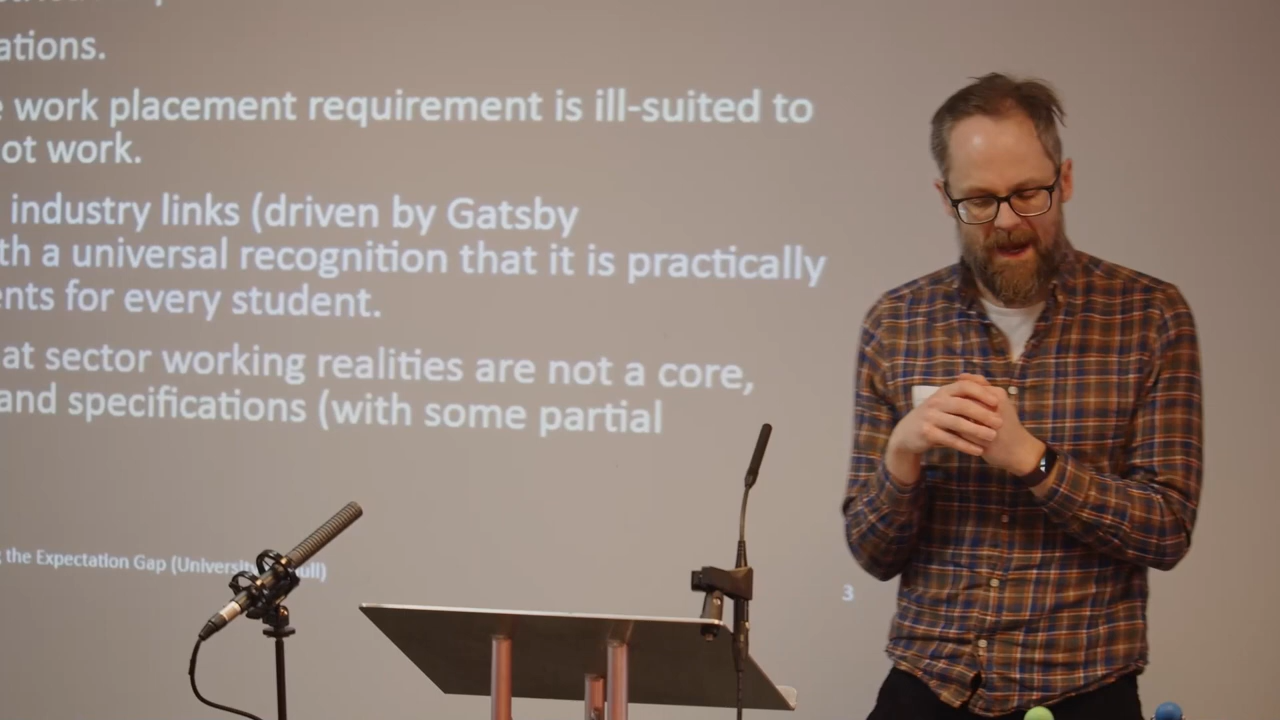 ations.
work placement requirement is ill-suited to
ot work.
industry links (driven by Gatsby
th a universal recognition that it is practically
ents for every student.
at sector working realities are not a core,
and specifications (with some partial
the Expectation Gap (University
3